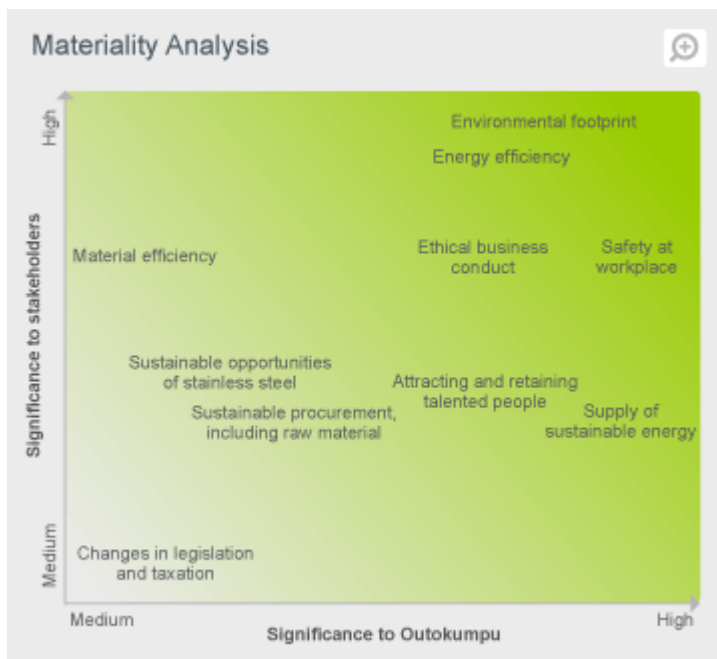 Materiality Analysis
High
Environmental footprint
Energy efficiency
Significance to stakeholders
Material efficiency
Ethical business
conduct
Safety at
workplace
Sustainable opportunities
of stainless steel
Attracting and retaining
talented people
Sustainable procurement,
including raw material
Supply of
sustainable energy
Medium
Changes in legislation
and taxation
Medium
High
Significance to Outokumpu